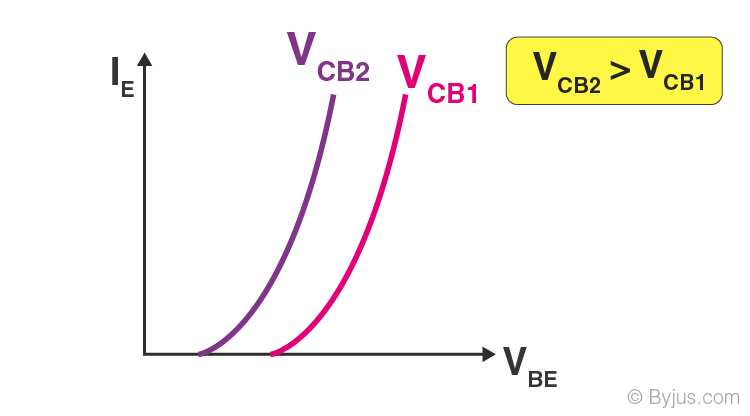 V CB2
V CB1
V CB2 > V CB1
I E
V BE
© Byjus.com